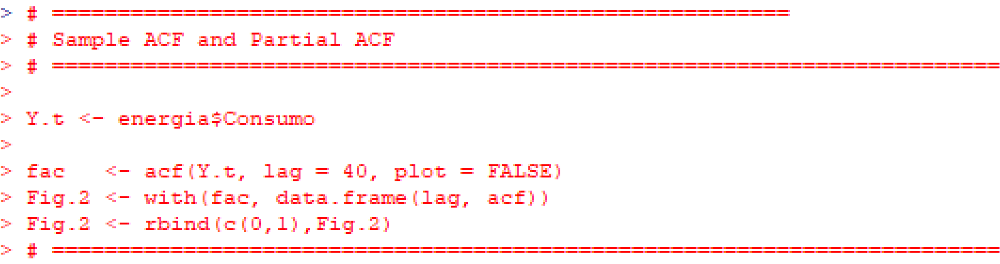 > # ========================================================
> # Sample ACF and Partial ACF
> # ========================================================================
>
> Y.t <- energia$Consumo
>
> fac   <- acf(Y.t, lag = 40, plot = FALSE)
> Fig.2 <- with(fac, data.frame(lag, acf))
> Fig.2 <- rbind(c(0,1),Fig.2)
> # ========================================================================